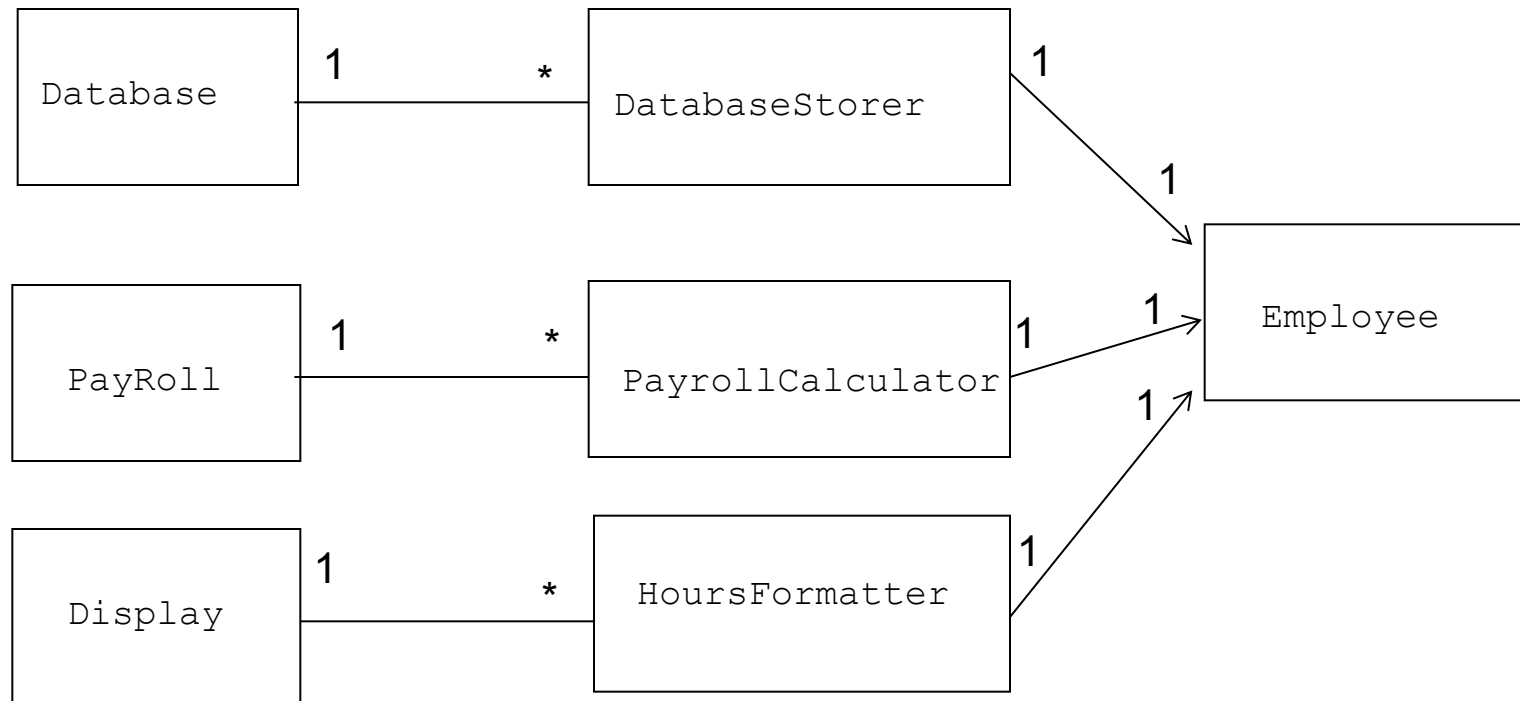 Database
1
*
DatabaseStorer
1
1
PayRoll
1
*
PayrollCalculator
1
1
Employee
Display
1
*
HoursFormatter
1
1